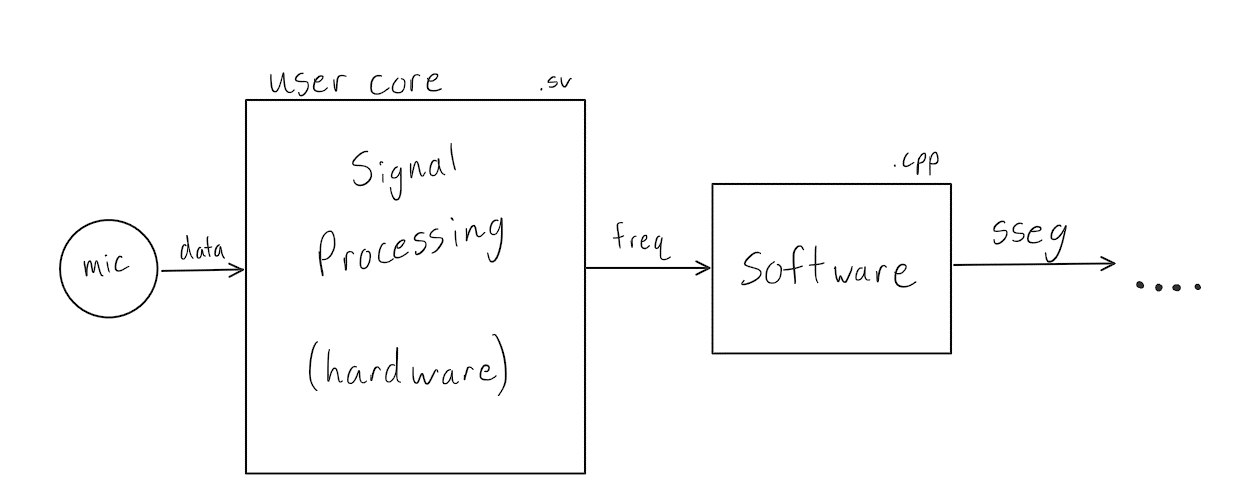 user core
.sv
Signal
Processing
(hardware)
mic
data
freq
.cpp
Software
sseg